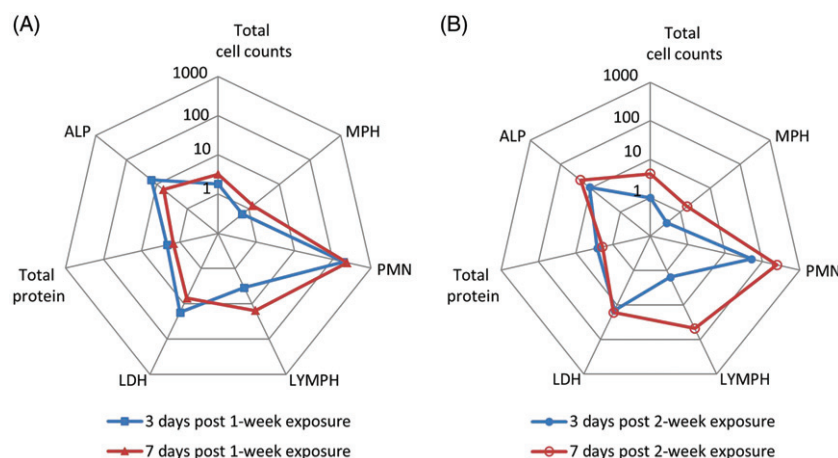 (A)
Total
cell counts
1000
100
10
1
MPH
PMN
LYMPH
LDH
Total
protein
ALP
3 days post 1-week exposure
7 days post 1-week exposure
(B)
Total
cell counts
1000
100
10
1
MPH
PMN
LYMPH
LDH
Total
protein
ALP
3 days post 2-week exposure
7 days post 2-week exposure